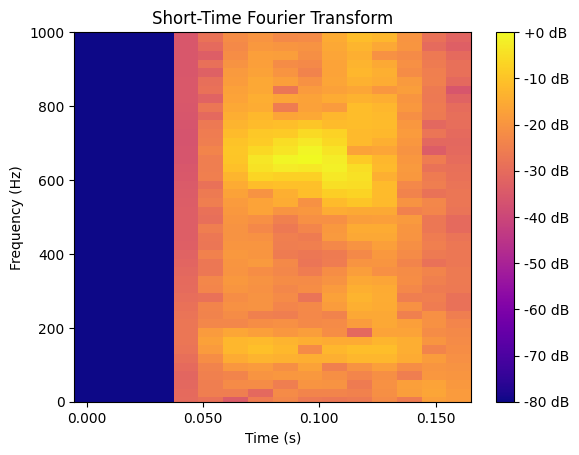 Short-Time Fourier Transform
Frequency (Hz)
1000
800
600
400
200
0
0.000
0.050
0.100
0.150
Time (s)
+0 dB
-10 dB
-20 dB
-30 dB
-40 dB
-50 dB
-60 dB
-70 dB
-80 dB